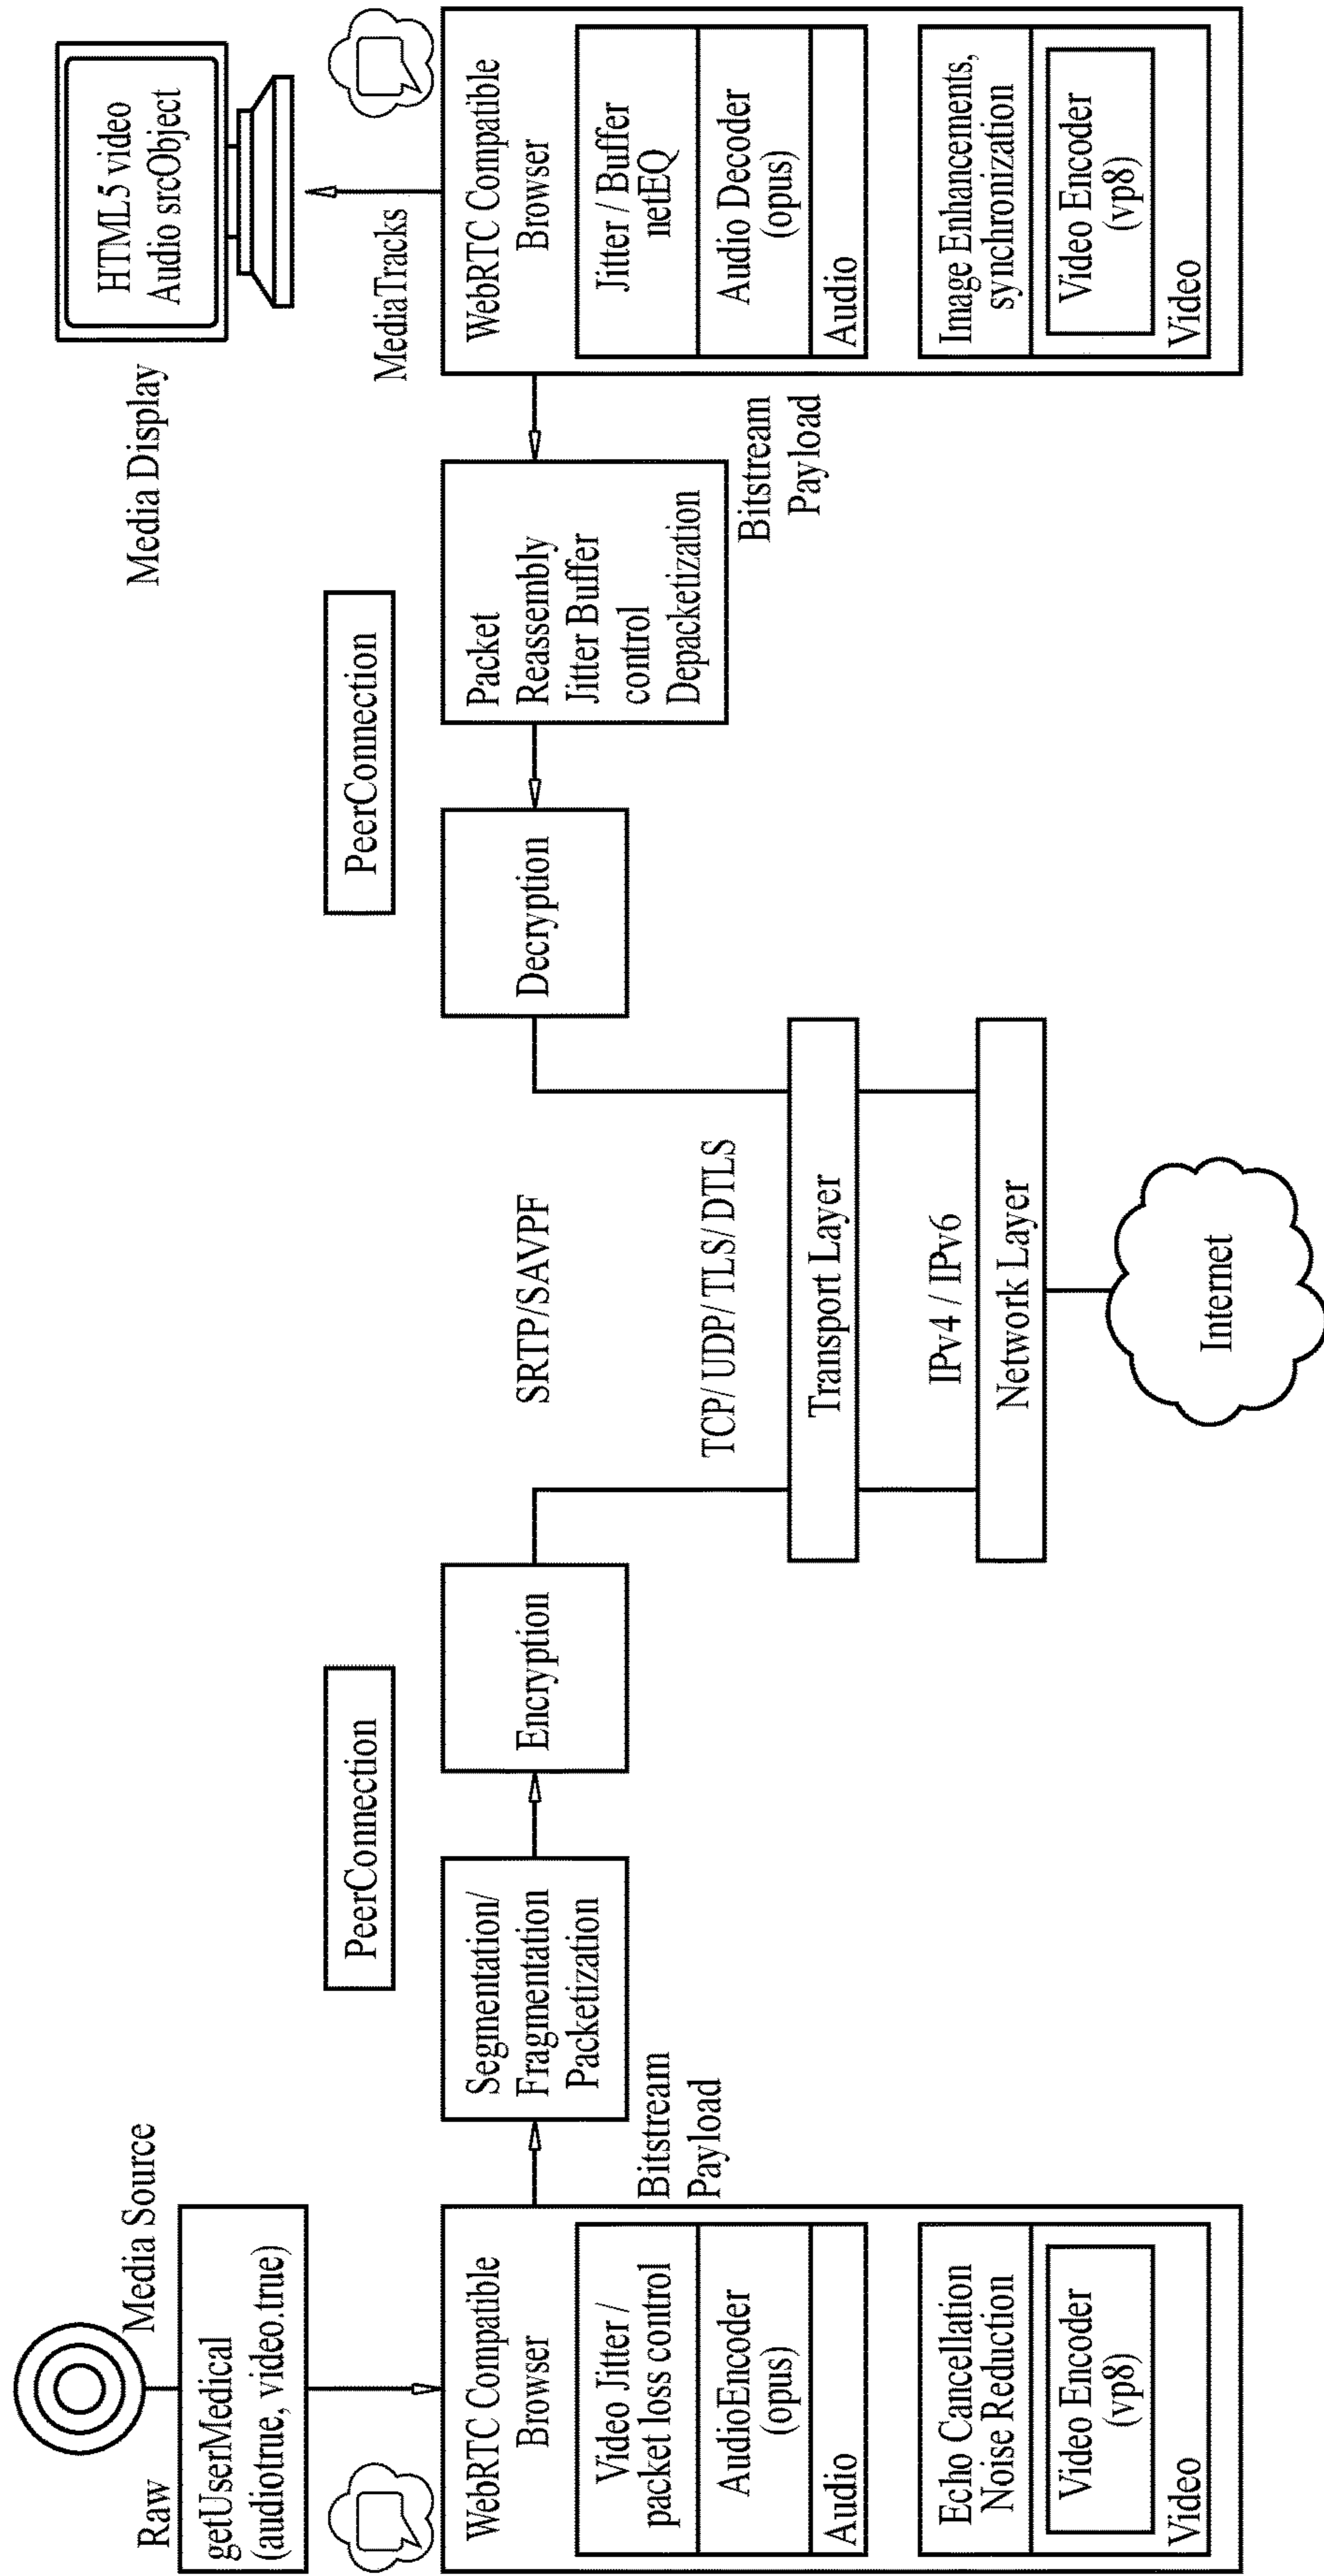 Raw
Media Source
getUserMedical
(audiotrue, video.true)
WebRTC Compatible
Browser
Video Jitter /
packet loss control
AudioEncoder
(opus)
Audio
Echo Cancellation
Noise Reduction
Video Encoder
(vp8)
Video
Bitstream
Payload
PeerConnection
Segmentation/
Fragmentation
Packetization
Encryption
SRTP/SAVPF
TCP/ UDP/ TLS/ DTLS
Transport Layer
IPv4 / IPv6
Network Layer
Internet
PeerConnection
Decryption
Packet
Reassembly
Jitter Buffer
control
Depacketization
Bitstream
Payload
Media Display
HTML5 video
Audio srcObject
MediaTracks
WebRTC Compatible
Browser
Jitter / Buffer
netEQ
Audio Decoder
(opus)
Audio
Image Enhancements,
synchronization
Video Encoder
(vp8)
Video